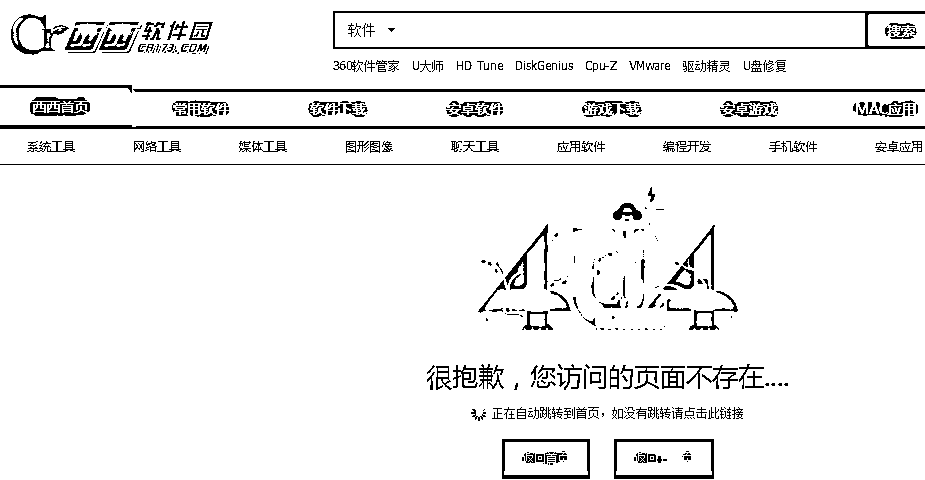 西西软件园
CR173.COM
软件 搜索
360软件管家 U大师 HD Tune DiskGenius Cpu-Z VMware 驱动精灵 U盘修复
西西首页 常用软件 软件下载 安卓软件 游戏下载 安卓游戏 MAC应用
系统工具 网络工具 媒体工具 图形图像 聊天工具 应用软件 编程开发 手机软件 安卓应用
很抱歉，您访问的页面不存在....
正在自动跳转到首页，如没有跳转请点击此链接
返回首页